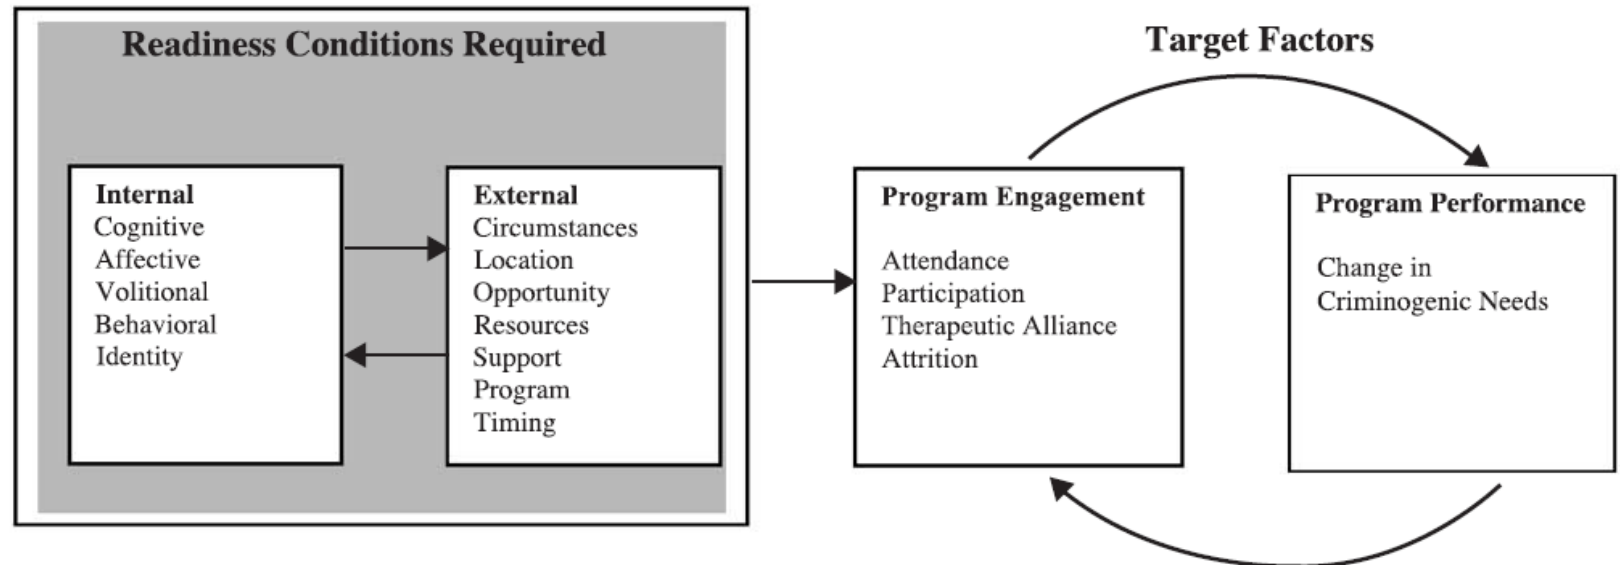 Readiness Conditions Required
Internal
Cognitive
Affective
Volitional
Behavioral
Identity
External
Circumstances
Location
Opportunity
Resources
Support
Program
Timing
Target Factors
Program Engagement
Attendance
Participation
Therapeutic Alliance
Attrition
Program Performance
Change in
Criminogenic Needs